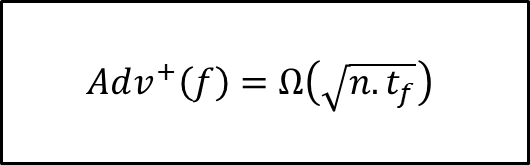 Adv⁺(f) = Ω(√n.t_f)